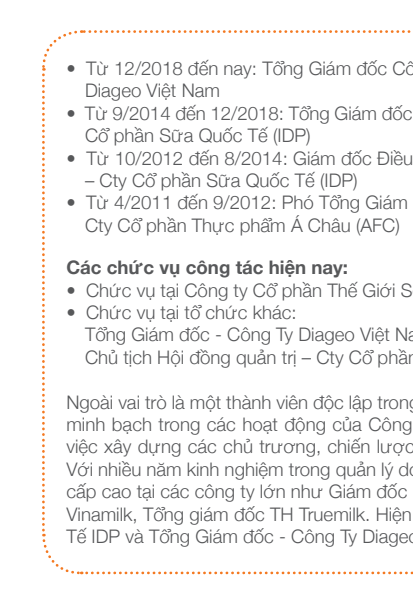 • Từ 12/2018 đến nay: Tổng Giám đốc Cô
Diageo Việt Nam
• Từ 9/2014 đến 12/2018: Tổng Giám đốc
Cổ phần Sữa Quốc Tế (IDP)
• Từ 10/2012 đến 8/2014: Giám đốc Điều
– Cty Cổ phần Sữa Quốc Tế (IDP)
• Từ 4/2011 đến 9/2012: Phó Tổng Giám
Cty Cổ phần Thực phẩm Á Châu (AFC)
Các chức vụ công tác hiện nay:
• Chức vụ tại Công ty Cổ phần Thế Giới S
• Chức vụ tại tổ chức khác:
Tổng Giám đốc - Công Ty Diageo Việt Na
Chủ tịch Hội đồng quản trị – Cty Cổ phần
Ngoài vai trò là một thành viên độc lập trong
minh bạch trong các hoạt động của Công
việc xây dựng các chủ trương, chiến lược
Với nhiều năm kinh nghiệm trong quản lý do
cấp cao tại các công ty lớn như Giám đốc
Vinamilk, Tổng giám đốc TH Truemilk. Hiện
Tế IDP và Tổng Giám đốc - Công Ty Diageo